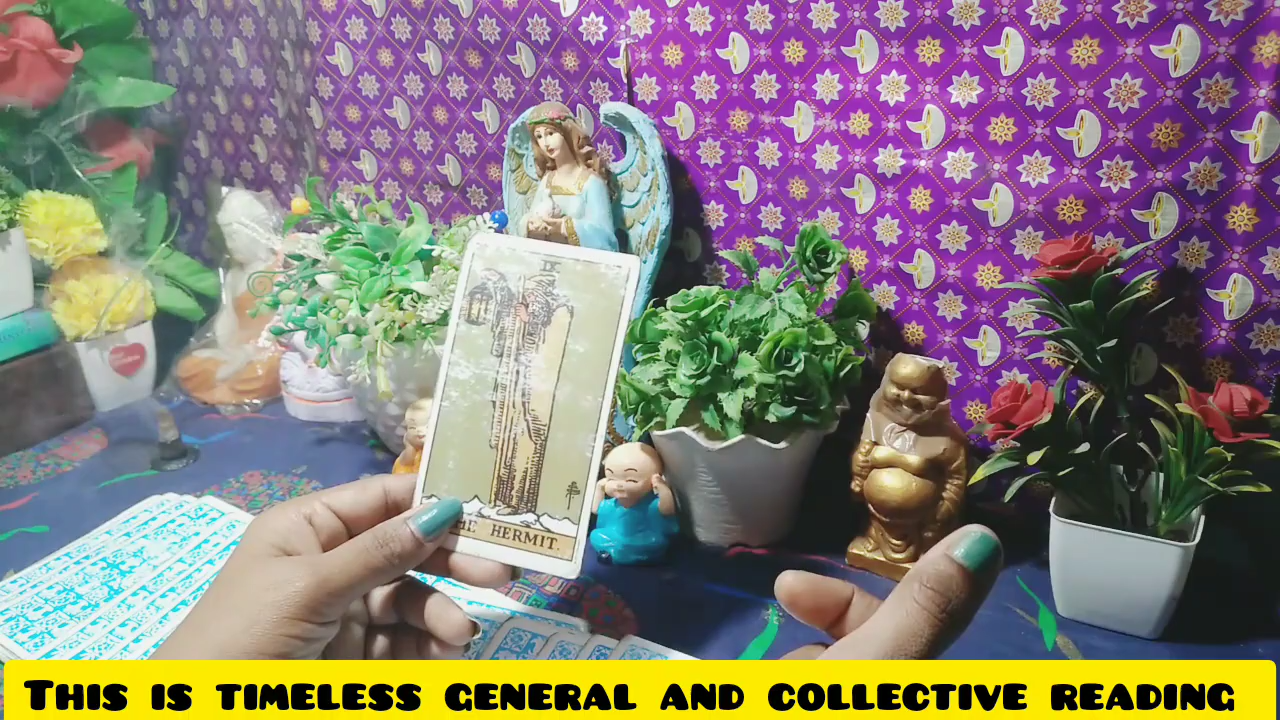 IX
THE HERMIT.
THIS IS TIMELESS GENERAL AND COLLECTIVE READING